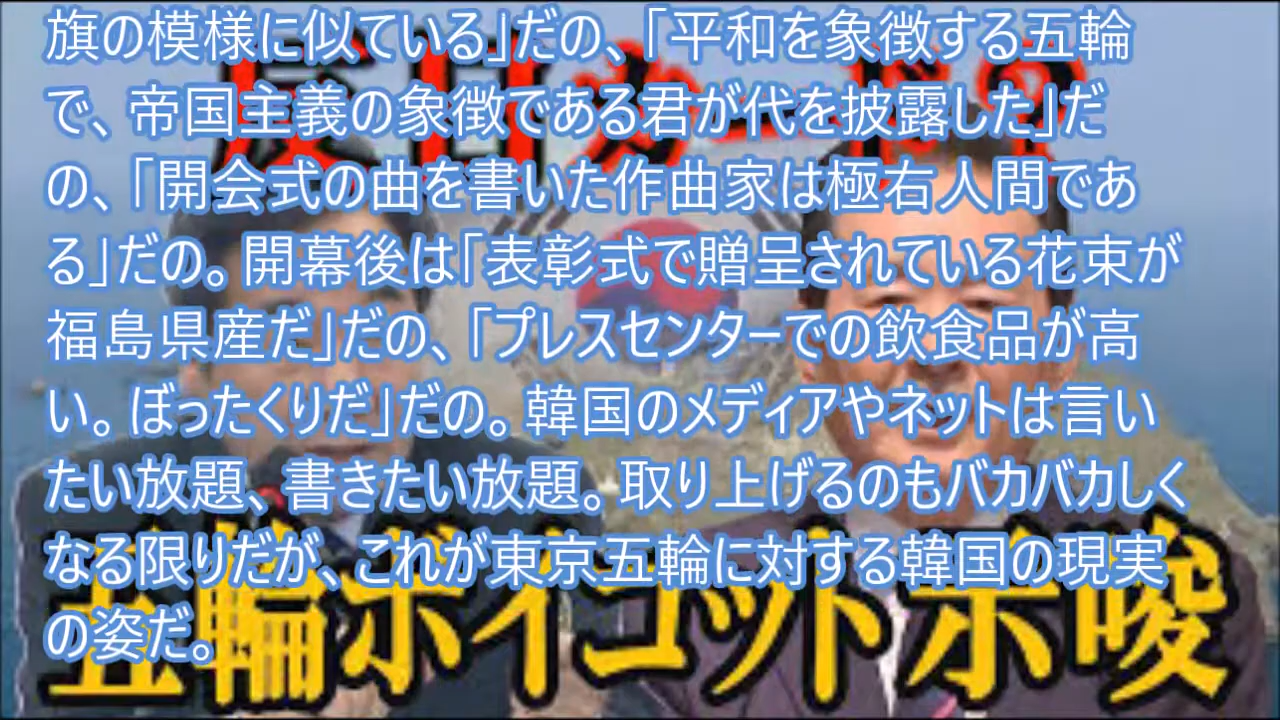 旗の模様に似ている」だの、「平和を象徴する五輪
で、帝国主義の象徴である君が代を披露した」だ
の、「開会式の曲を書いた作曲家は極右人間であ
る」だの。開幕後は「表彰式で贈呈されている花束が
福島県産だ」だの、「プレスセンターでの飲食品が高
い。ぼったくりだ」だの。韓国のメディアやネットは言い
たい放題、書きたい放題。取り上げるのもバカバカしく
なる限りだが、これが東京五輪に対する韓国の現実
の姿だ。
五輪ボイコット示唆